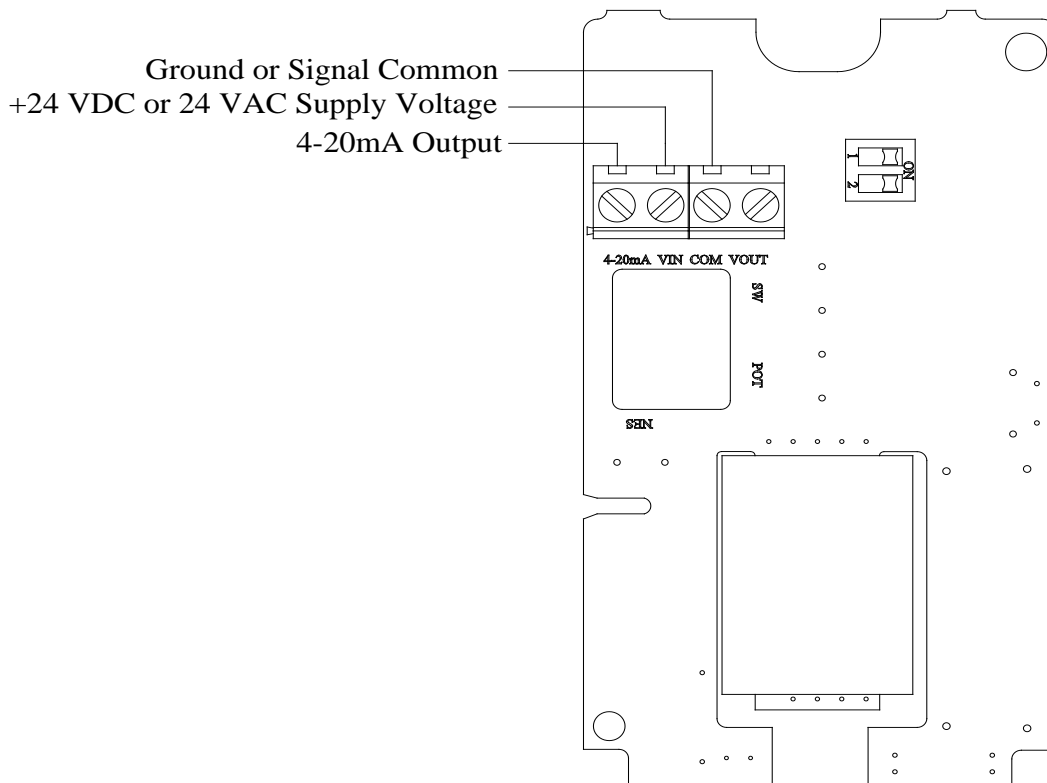 Ground or Signal Common
+24 VDC or 24 VAC Supply Voltage
4-20mA Output
1
2
ON
4-20mA VIN COM VOUT
SW
POT
SEN